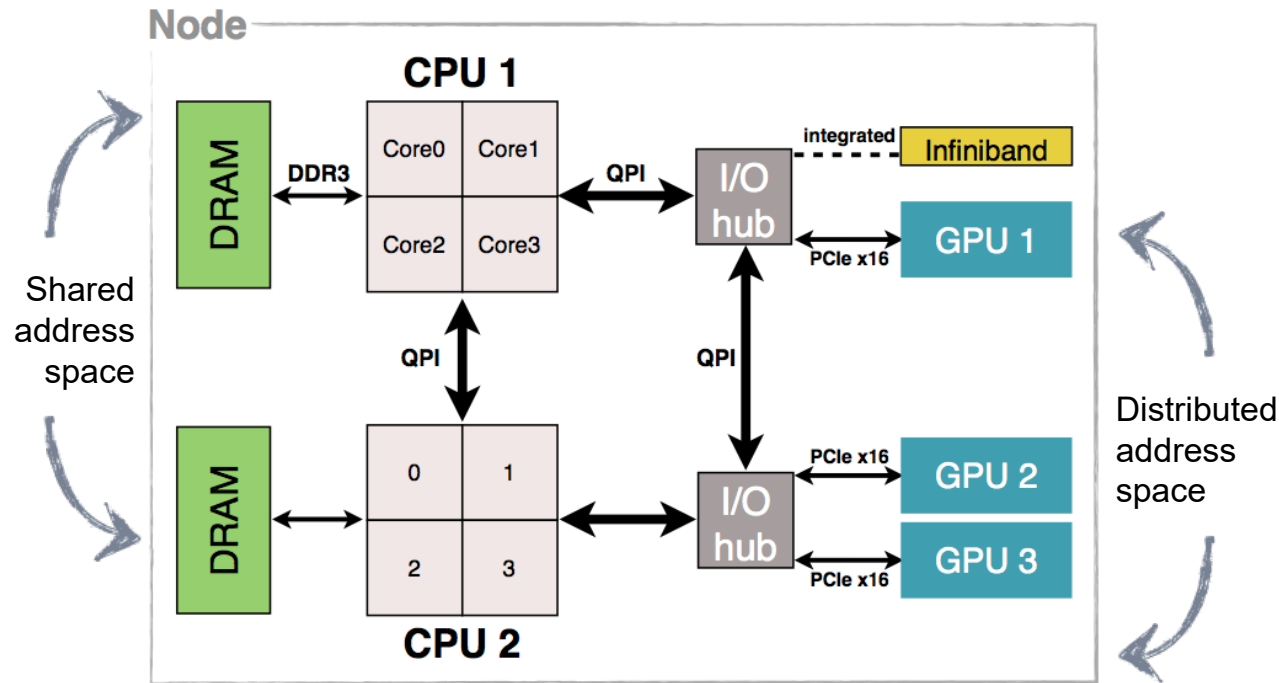 Node
CPU 1
DRAM
DDR3
Core0
Core1
Core2
Core3
QPI
I/O
hub
integrated
Infiniband
GPU 1
PCIe x16
Shared
address
space
QPI
QPI
Distributed
address
space
DRAM
0
1
2
3
I/O
hub
PCIe x16
GPU 2
GPU 3
PCIe x16
CPU 2